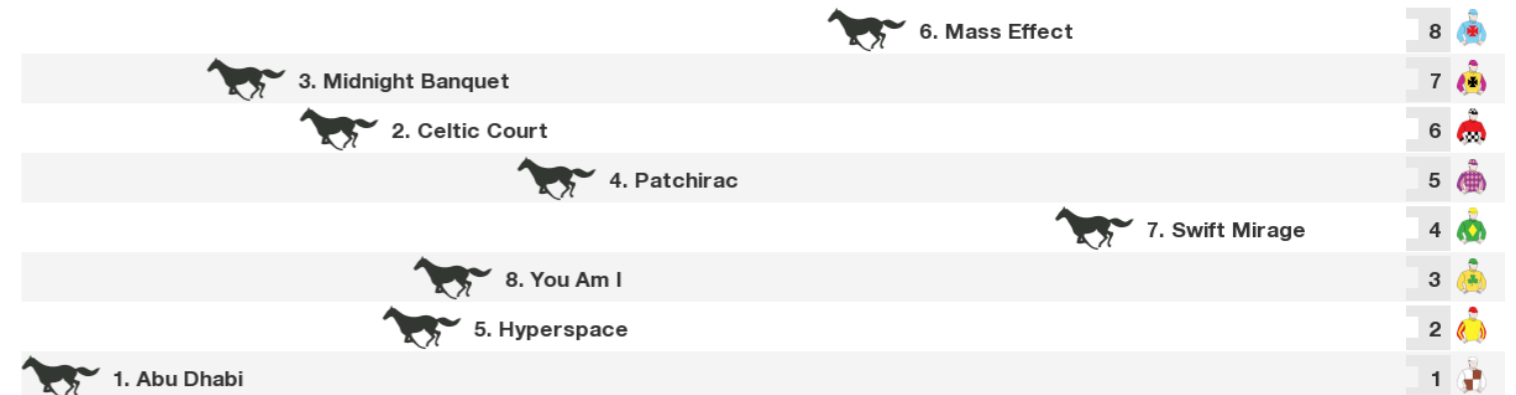 6. Mass Effect 8
3. Midnight Banquet 7
2. Celtic Court 6
4. Patchirac 5
7. Swift Mirage 4
8. You Am I 3
5. Hyperspace 2
1. Abu Dhabi 1